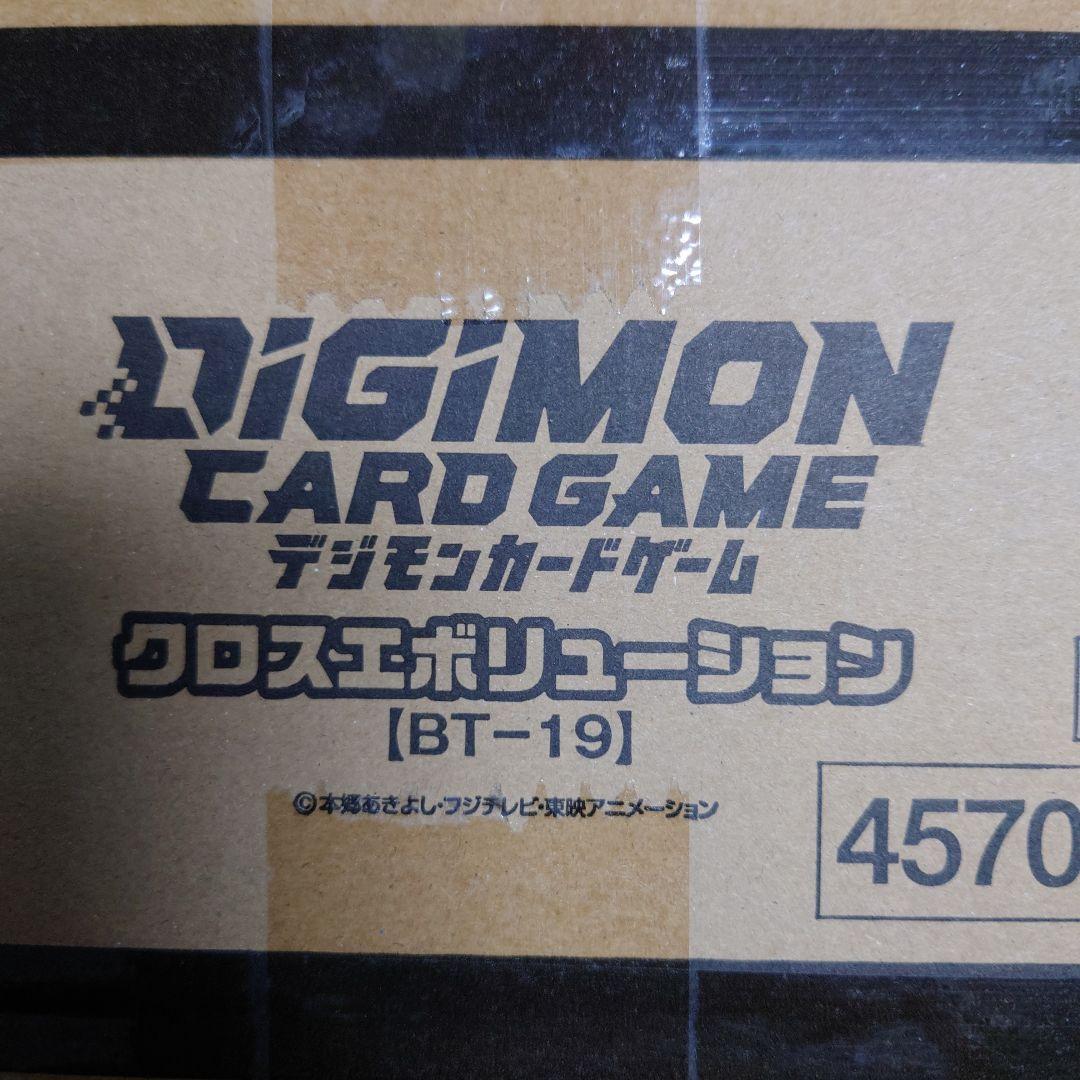 DiGiMON
CARD GAME
デジモンカードゲーム
クロスエボリューション
【BT-19】
©本郷あきよし・フジテレビ・東映アニメーション
4570